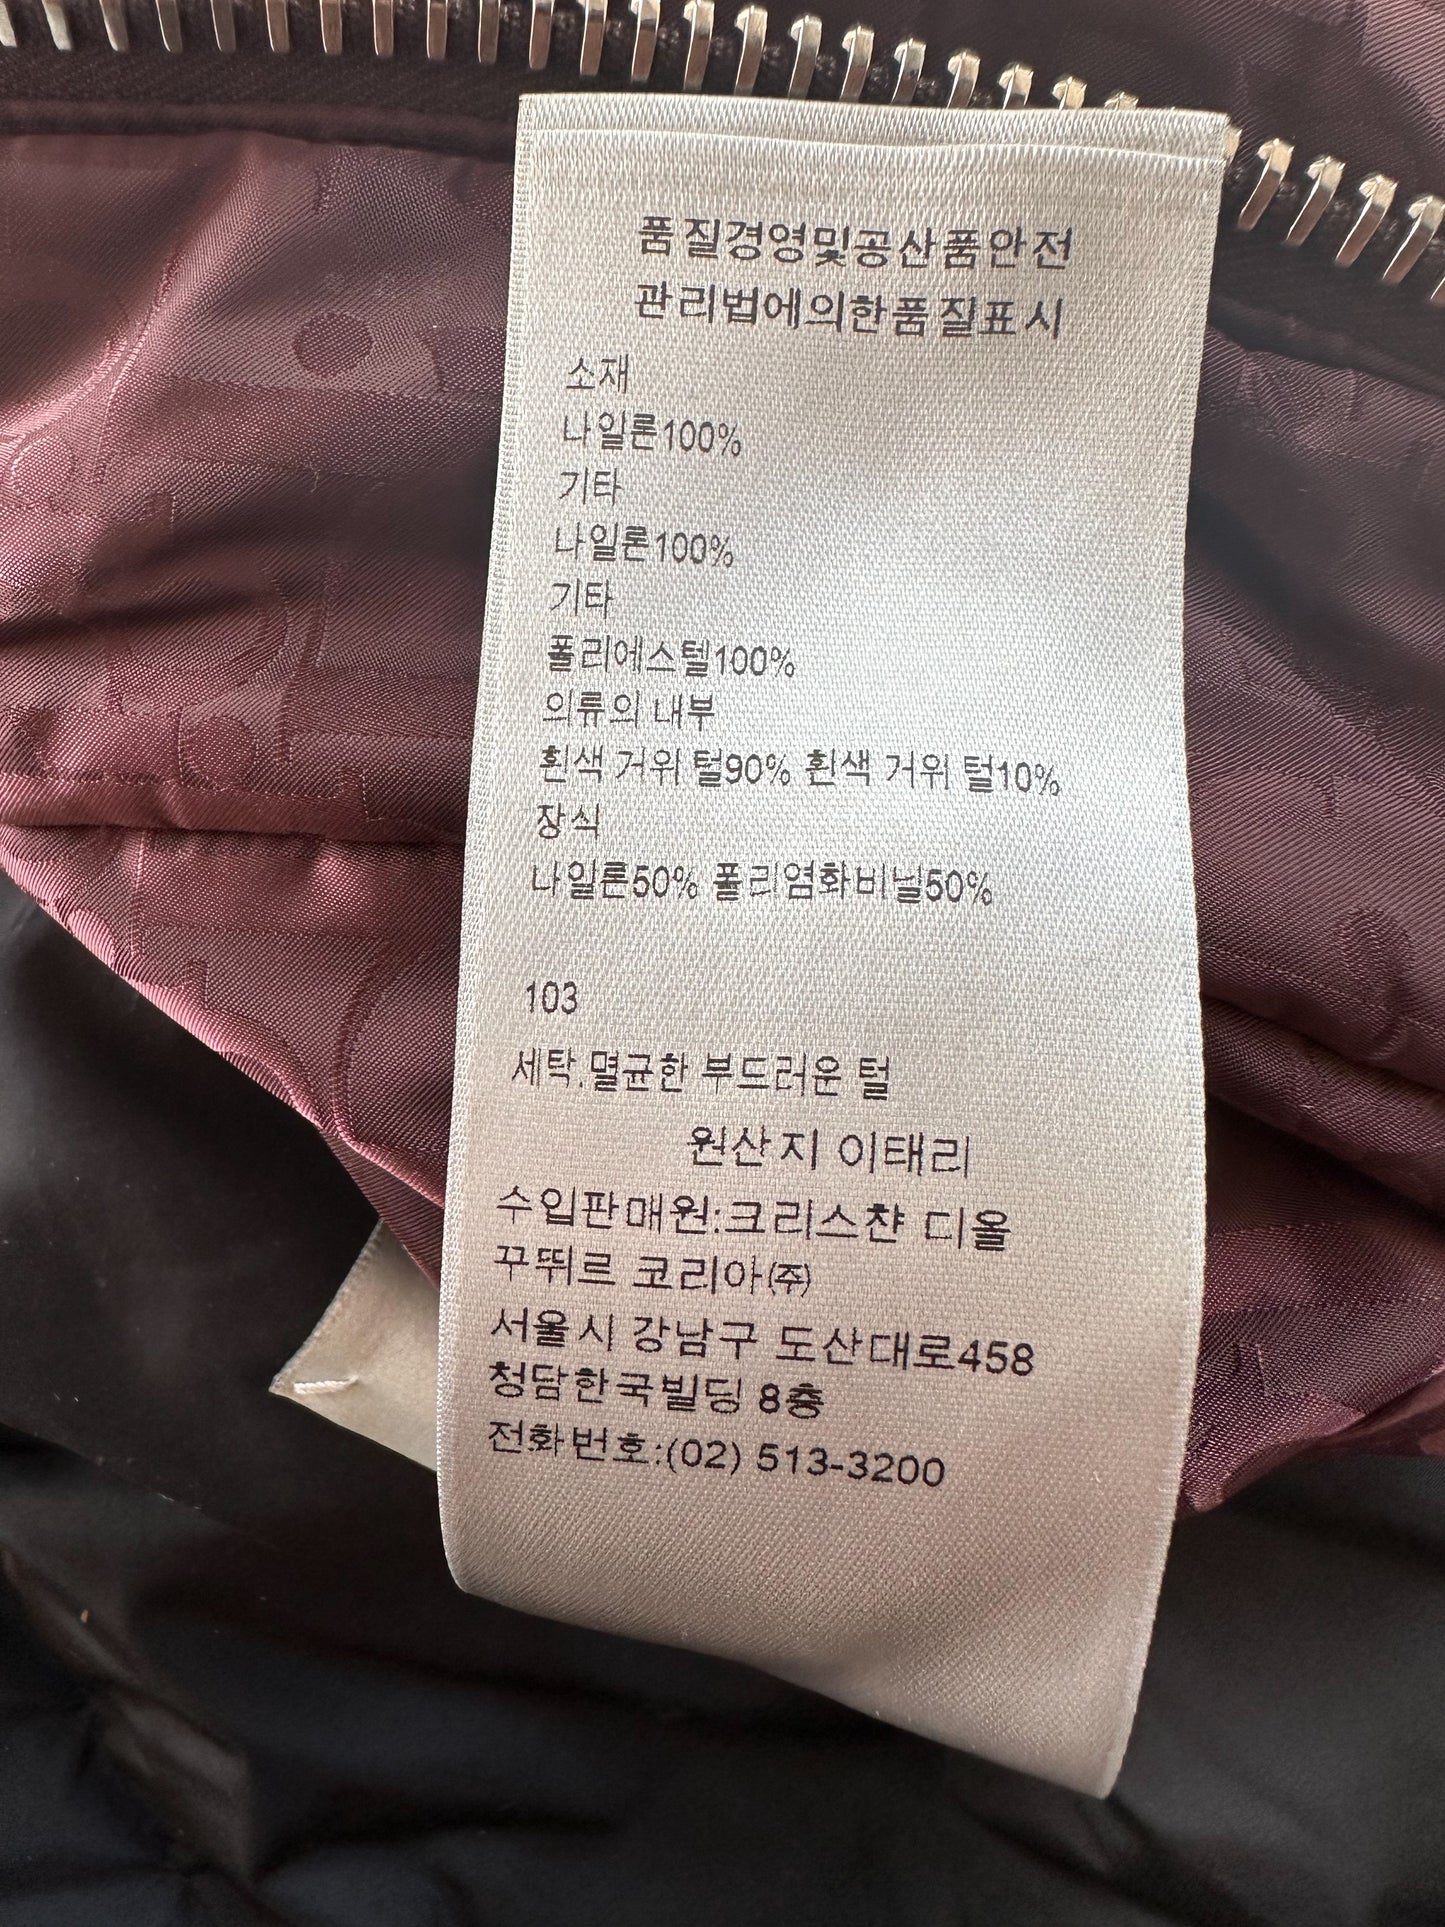 품질경영및공산품안전
관리법에의한품질표시
소재
나일론100%
기타
나일론100%
기타
폴리에스텔100%
의류의 내부
흰색 거위 털90% 흰색 거위 털10%
장식
나일론50% 폴리염화비닐50%
103
세탁.멸균한 부드러운 털
원산지 이태리
수입판매원:크리스챤 디올
꾸뛰르 코리아(주)
서울시 강남구 도산대로458
청담한국빌딩 8층
전화번호:(02) 513-3200